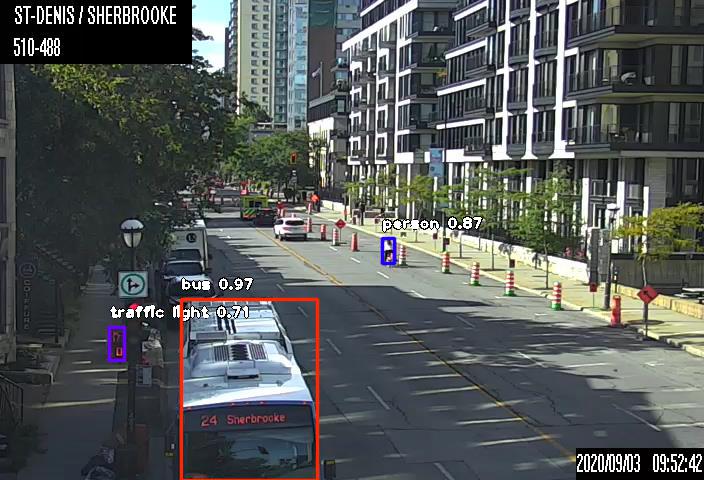 ST-DENIS / SHERBROOKE
510-488
person 0.87
bus 0.97
traffic light 0.71
24 Sherbrooke
2020/09/03 09:52:42